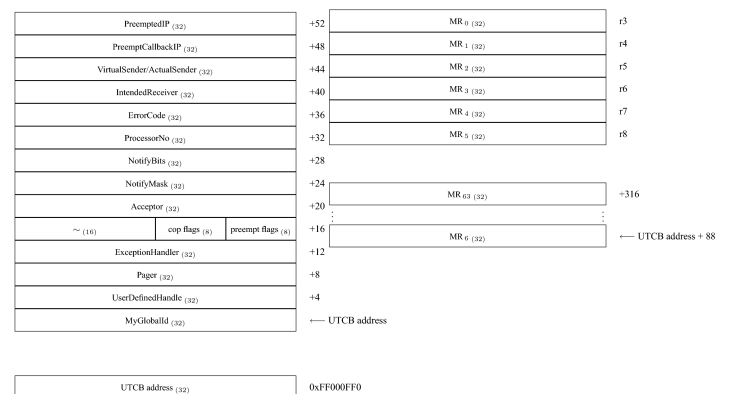 PreemptedIP (32) +52
PreemptCallbackIP (32) +48
VirtualSender/ActualSender (32) +44
IntendedReceiver (32) +40
ErrorCode (32) +36
ProcessorNo (32) +32
NotifyBits (32) +28
NotifyMask (32) +24
Acceptor (32) +20
~ (16) cop flags (8) preempt flags (8) +16
ExceptionHandler (32) +12
Pager (32) +8
UserDefinedHandle (32) +4
MyGlobalId (32) ← UTCB address
UTCB address (32) 0xFF000FF0
MR 0 (32) r3
MR 1 (32) r4
MR 2 (32) r5
MR 3 (32) r6
MR 4 (32) r7
MR 5 (32) r8
MR 63 (32) +316
⋮ ⋮
MR 6 (32) ← UTCB address + 88